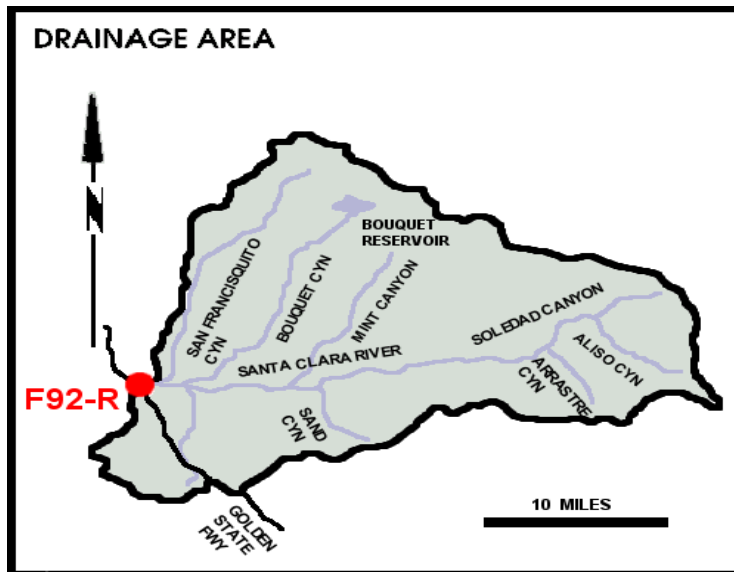 DRAINAGE AREA
N
BOUQUET
RESERVOIR
SAN FRANCISQUITO
CYN
BOUQUET CYN
MINT CANYON
SOLEDAD CANYON
SANTA CLARA RIVER
ALISO CYN
ARRASTRE
CYN
F92-R
SAND
CYN
10 MILES
GOLDEN
STATE
FWY